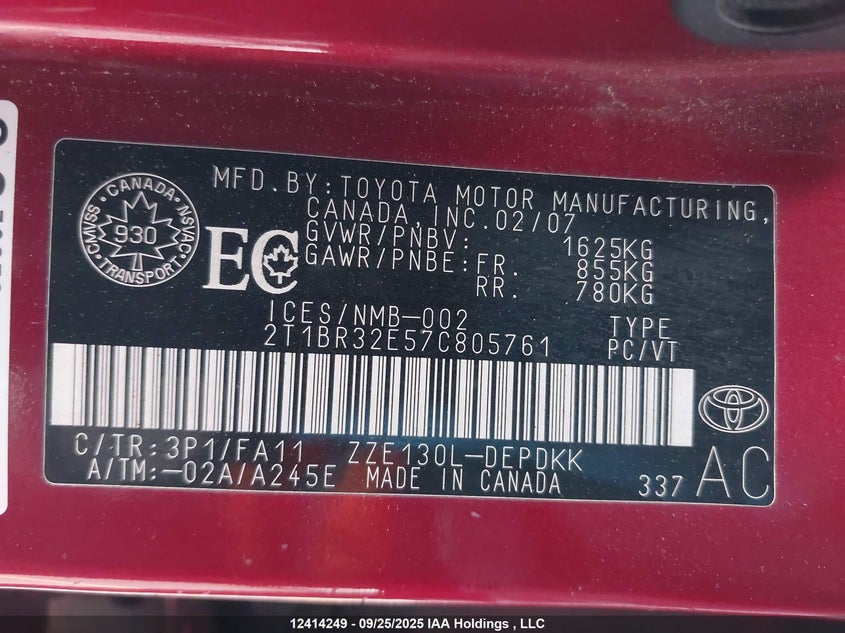 CANADA
CMVSS
NSVAC
930
TRANSPORT
EC
MFD.BY:TOYOTA MOTOR MANUFACTURING,
CANADA, INC.02/07
GVWR/PNBV: 1625KG
GAWR/PNBE:FR. 855KG
RR. 780KG
ICES/NMB-002 TYPE
2T1BR32E57C805761 PC/VT
C/TR:3P1/FA11 ZZE130L-DEPDKK
A/TM:-02A/A245E MADE IN CANADA 337 AC
12414249 - 09/25/2025 IAA Holdings , LLC